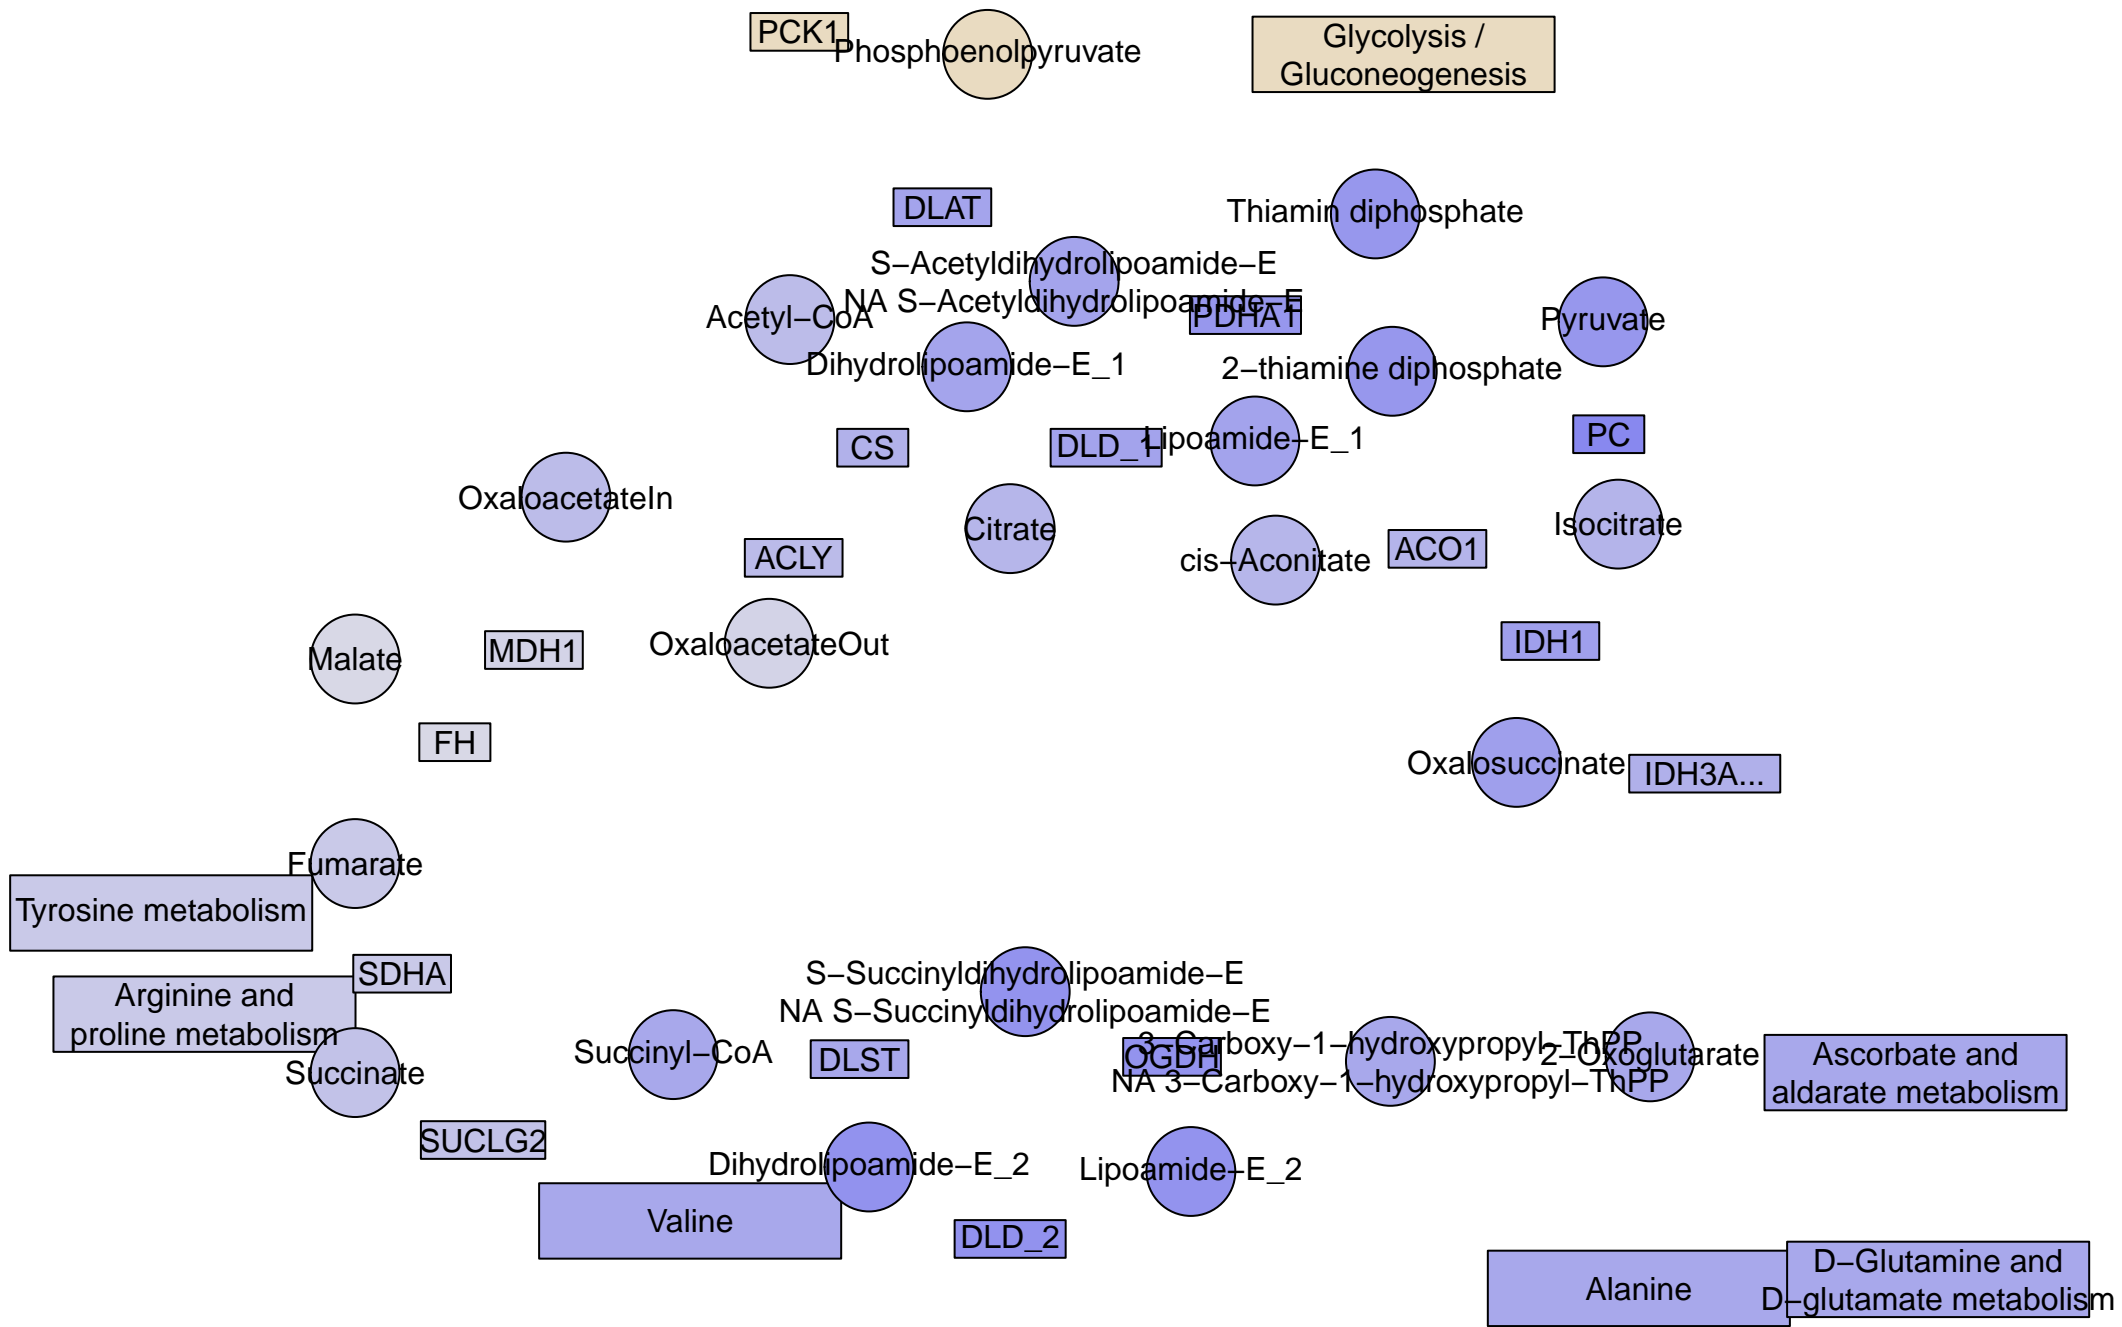 PCK1
Phosphoenolpyruvate
Glycolysis /
Gluconeogenesis
DLAT
Thiamin diphosphate
S−Acetyldihydrolipoamide−E
NA S−Acetyldihydrolipoamide−E
Acetyl−CoA
PDHA1
Pyruvate
Dihydrolipoamide−E_1
2−thiamine diphosphate
CS
DLD_1
Lipoamide−E_1
PC
OxaloacetateIn
Citrate
Isocitrate
ACLY
cis−Aconitate
ACO1
Malate
MDH1
OxaloacetateOut
IDH1
FH
Oxalosuccinate
IDH3A...
Fumarate
Tyrosine metabolism
SDHA
Arginine and
proline metabolism
S−Succinyldihydrolipoamide−E
NA S−Succinyldihydrolipoamide−E
Succinate
Succinyl−CoA
DLST
OGDH
3−Carboxy−1−hydroxypropyl−ThPP
NA 3−Carboxy−1−hydroxypropyl−ThPP
2−Oxoglutarate
Ascorbate and
aldarate metabolism
SUCLG2
Dihydrolipoamide−E_2
Lipoamide−E_2
Valine
DLD_2
Alanine
D−Glutamine and
D−glutamate metabolism